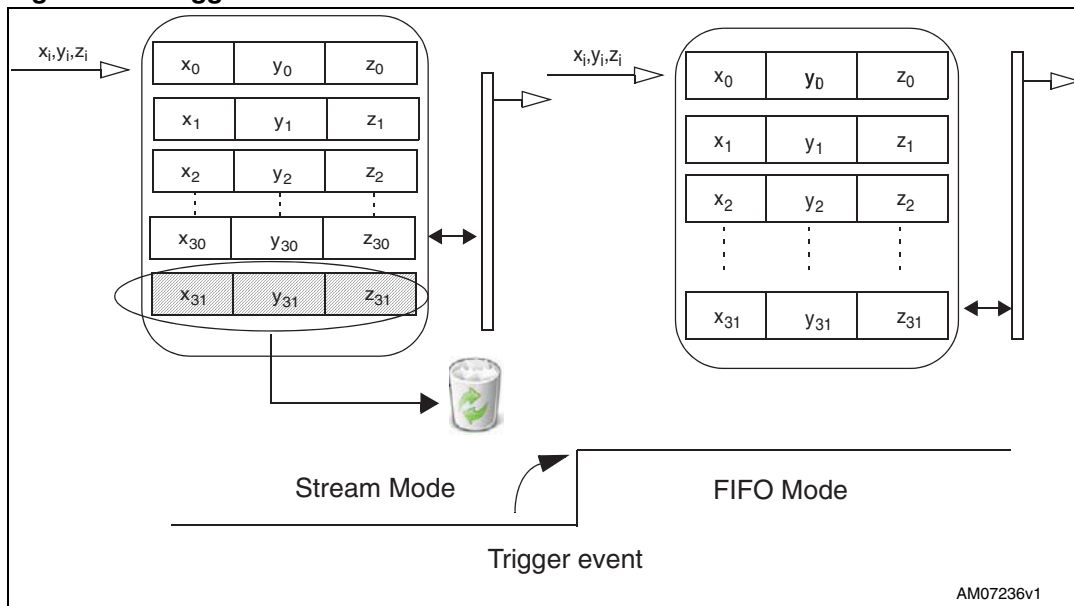 xᵢ,yᵢ,zᵢ
x₀ y₀ z₀
x₁ y₁ z₁
x₂ y₂ z₂
x₃₀ y₃₀ z₃₀
x₃₁ y₃₁ z₃₁
xᵢ,yᵢ,zᵢ
x₀ y₀ z₀
x₁ y₁ z₁
x₂ y₂ z₂
x₃₁ y₃₁ z₃₁
Stream Mode
FIFO Mode
Trigger event
AM07236v1